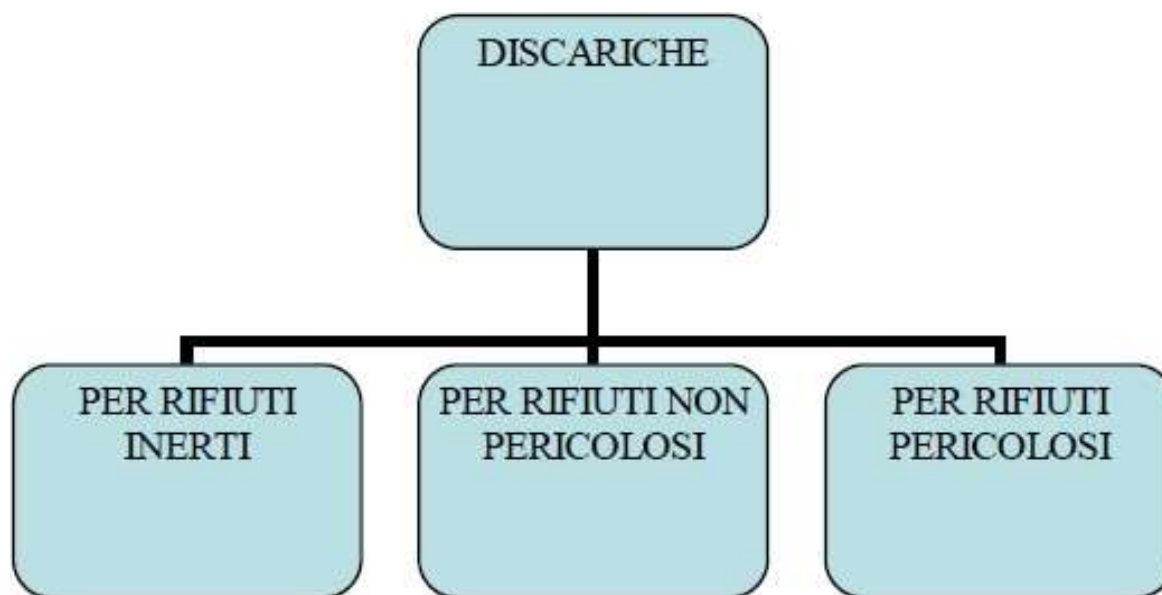 DISCARICHE
PER RIFIUTI
INERTI
PER RIFIUTI NON
PERICOLOSI
PER RIFIUTI
PERICOLOSI